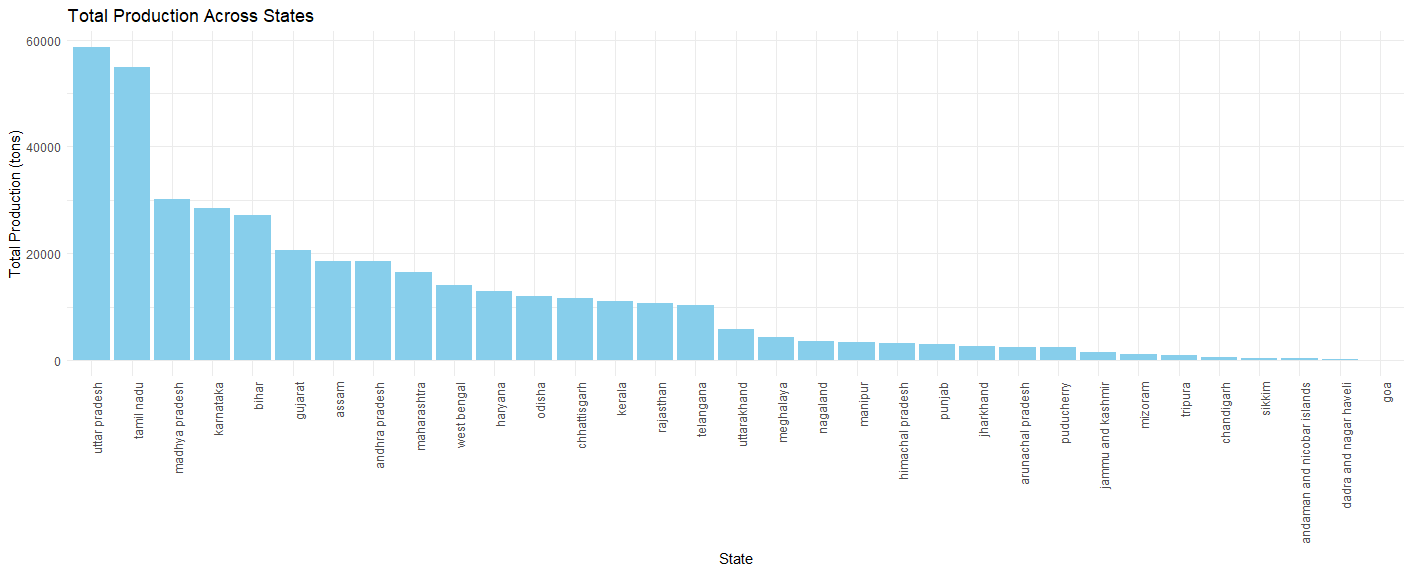 Total Production Across States
Total Production (tons)
60000
40000
20000
0
uttar pradesh
tamil nadu
madhya pradesh
karnataka
bihar
gujarat
assam
andhra pradesh
maharashtra
west bengal
haryana
odisha
chhattisgarh
kerala
rajasthan
telangana
uttarakhand
meghalaya
nagaland
manipur
himachal pradesh
punjab
jharkhand
arunachal pradesh
puducherry
jammu and kashmir
mizoram
tripura
chandigarh
sikkim
andaman and nicobar islands
dadra and nagar haveli
goa
State